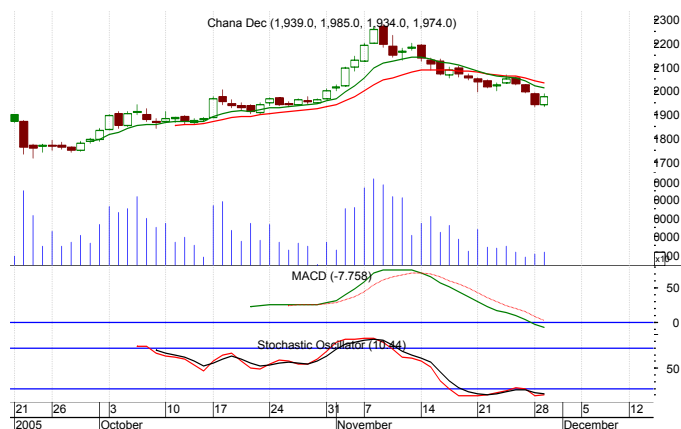 Chana Dec (1,939.0, 1,985.0, 1,934.0, 1,974.0)
2300
2200
2100
2000
1900
1800
1700
MACD (-7.758)
50
0
Stochastic Oscillator (10.44)
50
21 26 3 10 17 24 31 7 14 21 28 5 12
2005 October November December